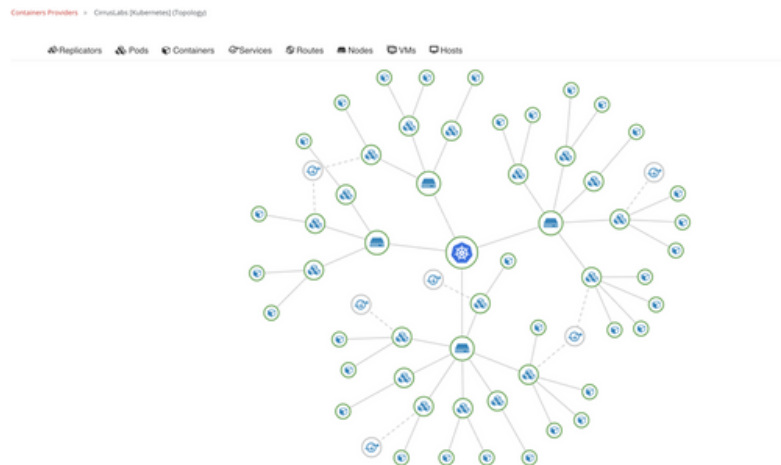 Containers Providers » CirrusLabs [Kubernetes] (Topology)
Replicators Pods Containers Services Routes Nodes VMs Hosts